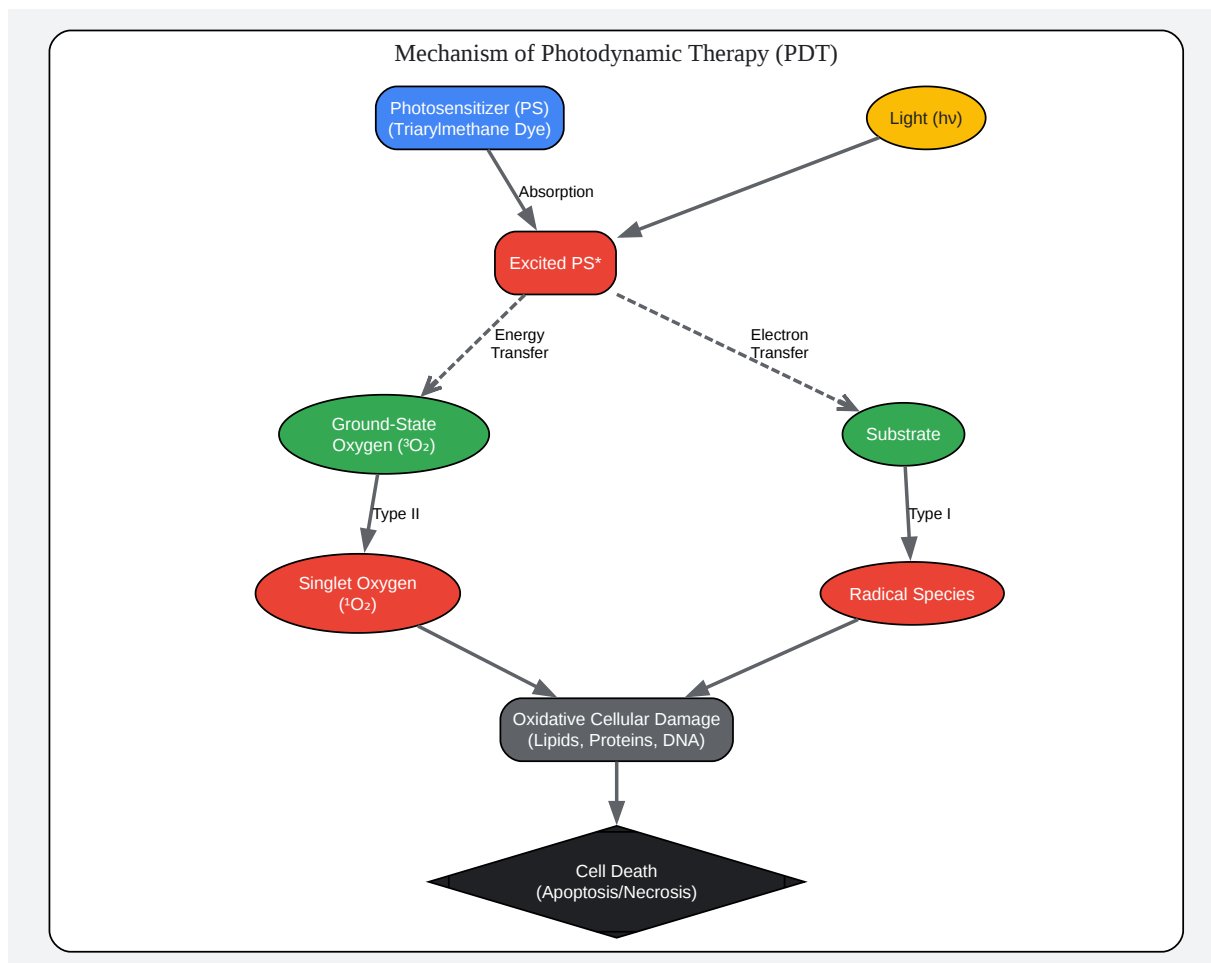 Mechanism of Photodynamic Therapy (PDT)
Photosensitizer (PS)
(Triarylmethane Dye)
Light (hν)
Absorption
Excited PS*
Energy
Transfer
Electron
Transfer
Ground-State
Oxygen (³O₂)
Substrate
Type II
Type I
Singlet Oxygen
(¹O₂)
Radical Species
Oxidative Cellular Damage
(Lipids, Proteins, DNA)
Cell Death
(Apoptosis/Necrosis)